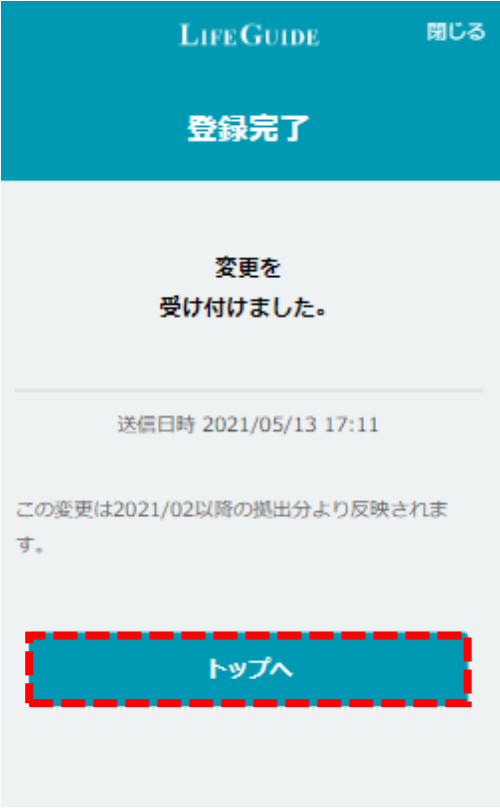 LIFEGUIDE 閉じる
登録完了
変更を
受け付けました。
送信日時 2021/05/13 17:11
この変更は2021/02以降の拠出分より反映されま
す。
トップへ